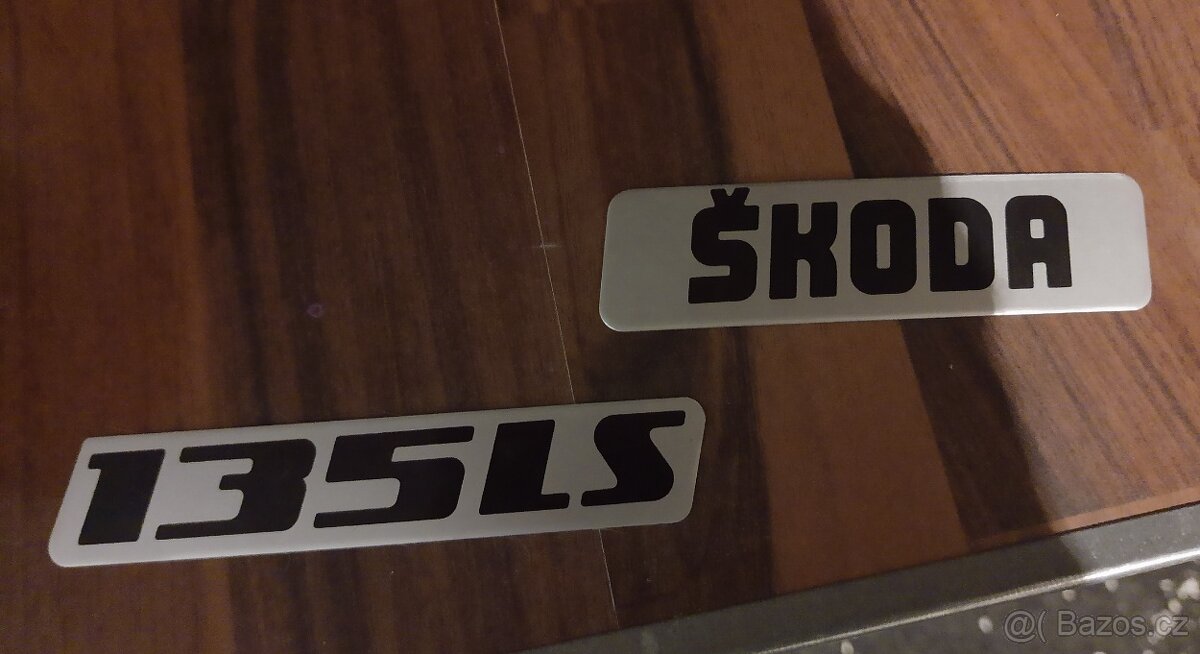 ŠKODA
135LS
@( Bazos.cz